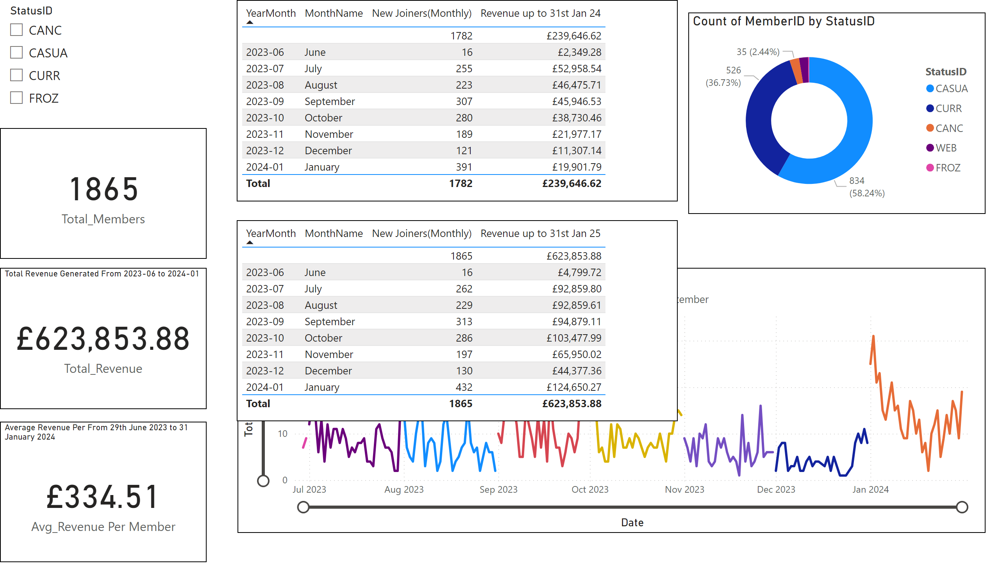 StatusID
CANC
CASUA
CURR
FROZ
1865
Total_Members
Total Revenue Generated From 2023-06 to 2024-01
£623,853.88
Total_Revenue
Average Revenue Per From 29th June 2023 to 31
January 2024
£334.51
Avg_Revenue Per Member
YearMonth MonthName New Joiners(Monthly) Revenue up to 31st Jan 24
1782 £239,646.62
2023-06 June 16 £2,349.28
2023-07 July 255 £52,958.54
2023-08 August 223 £46,475.71
2023-09 September 307 £45,946.53
2023-10 October 280 £38,730.46
2023-11 November 189 £21,977.17
2023-12 December 121 £11,307.14
2024-01 January 391 £19,901.79
Total 1782 £239,646.62
Count of MemberID by StatusID
35 (2.44%)
526
(36.73%)
834
(58.24%)
StatusID
CASUA
CURR
CANC
WEB
FROZ
YearMonth MonthName New Joiners(Monthly) Revenue up to 31st Jan 25
1865 £623,853.88
2023-06 June 16 £4,799.72
2023-07 July 262 £92,859.80
2023-08 August 229 £92,859.61
2023-09 September 313 £94,879.11
2023-10 October 286 £103,477.99
2023-11 November 197 £65,950.02
2023-12 December 130 £44,377.36
2024-01 January 432 £124,650.27
Total 1865 £623,853.88
tember
Tot
10
0
Jul 2023 Aug 2023 Sep 2023 Oct 2023 Nov 2023 Dec 2023 Jan 2024
Date